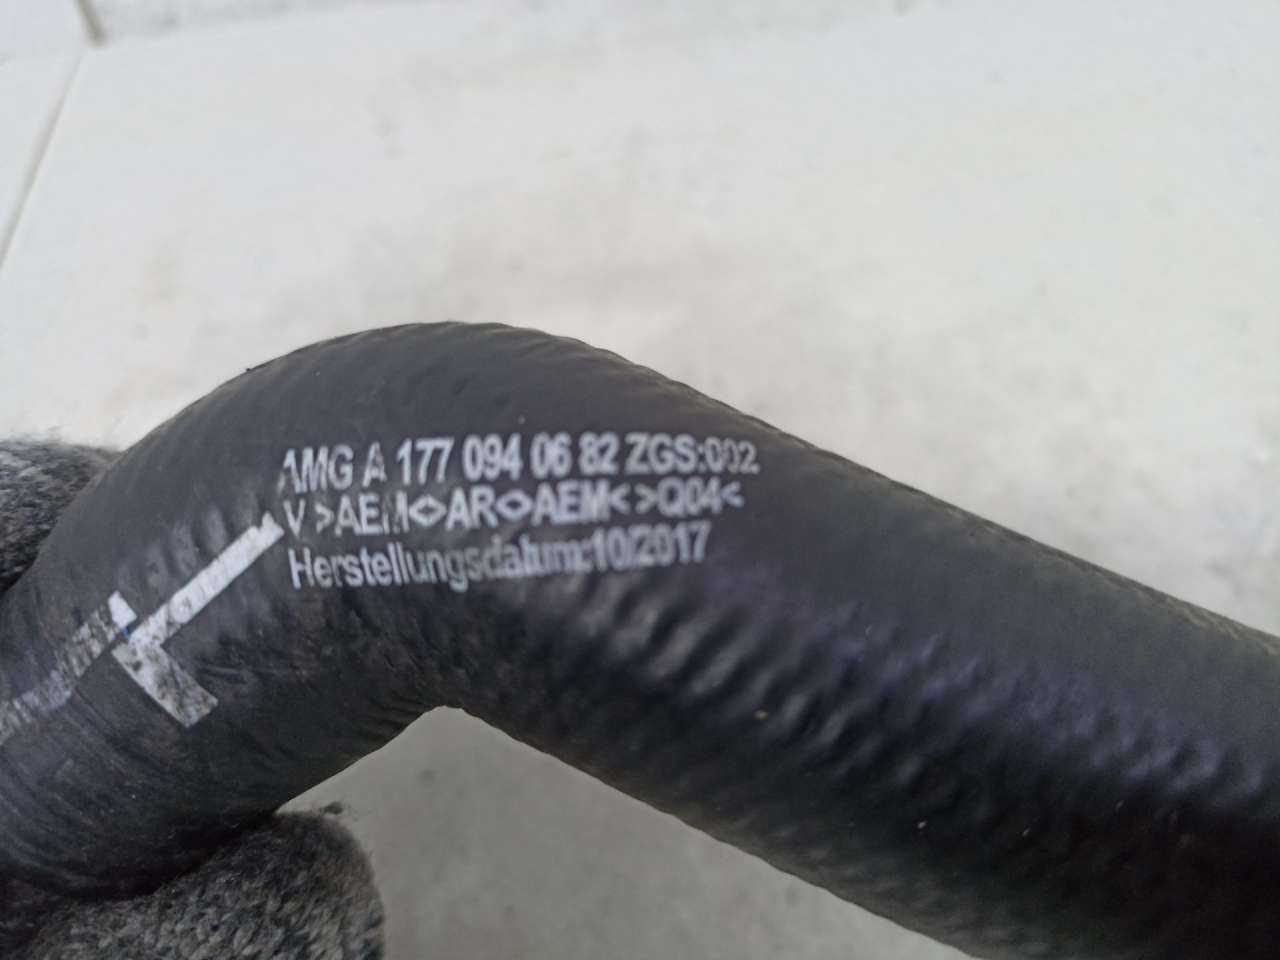 AMG A 177 094 06 82 ZGS:002
V >AEM<>AR<>AEM< >Q04<
Herstellungsdatum:10/2017